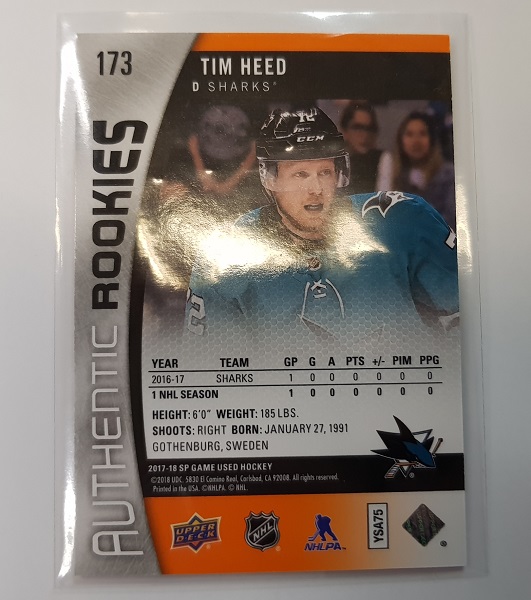 173
TIM HEED
D SHARKS®
72
CCM
AUTHENTIC ROOKIES
YEAR TEAM GP G A PTS +/- PIM PPG
2016-17 SHARKS 1 0 0 0 0 0 0
1 NHL SEASON 1 0 0 0 0 0 0
HEIGHT: 6'0" WEIGHT: 185 LBS.
SHOOTS: RIGHT BORN: JANUARY 27, 1991
GOTHENBURG, SWEDEN
2017-18 SP GAME USED HOCKEY
©2018 UDC. 5830 El Camino Real, Carlsbad, CA 92008. All rights reserved.
Printed in the USA. ©NHLPA. © NHL.
UPPER DECK
NHL
NHLPA
YSA75